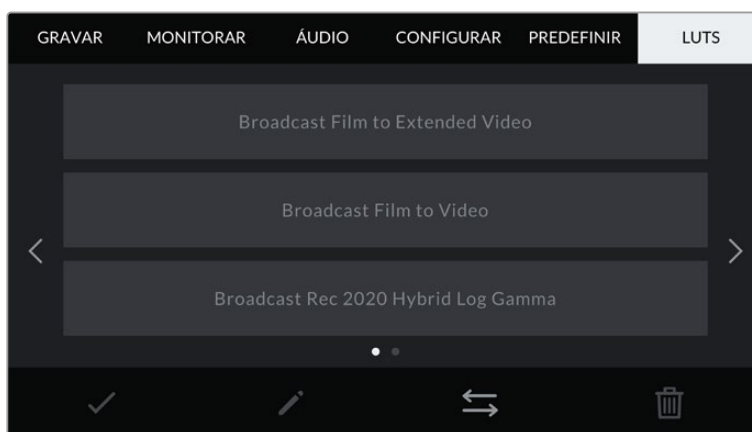 GRAVAR MONITORAR ÁUDIO CONFIGURAR PREDEFINIR LUTS
Broadcast Film to Extended Video
Broadcast Film to Video
Broadcast Rec 2020 Hybrid Log Gamma